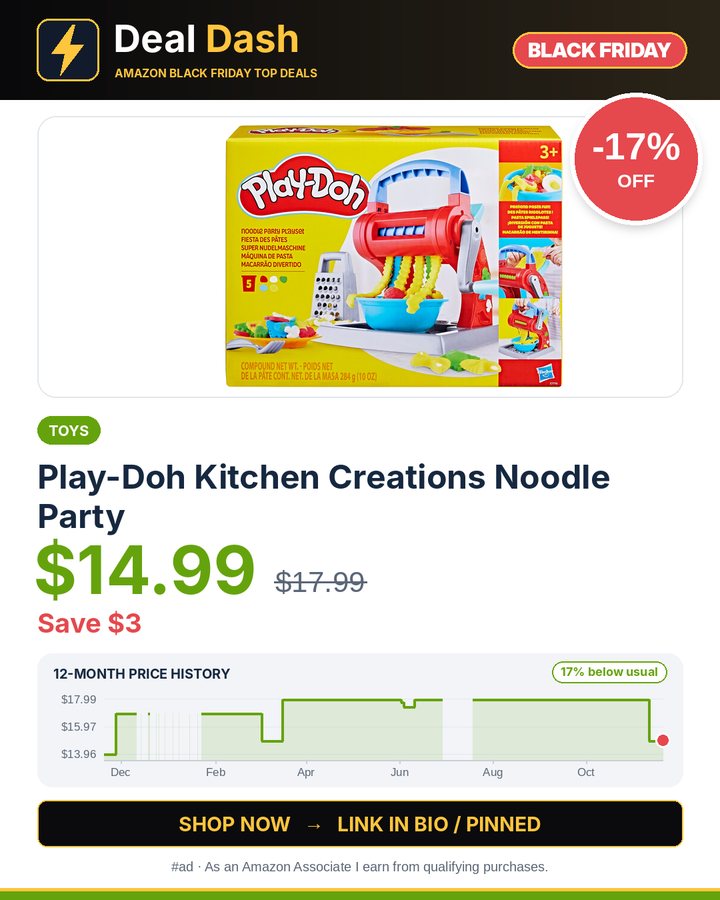 Deal Dash
AMAZON BLACK FRIDAY TOP DEALS
BLACK FRIDAY
-17%
OFF
Play-Doh
3+
NOODLE PARTY PLAYSET
FIESTA DES PÂTES
SUPER NUDELMASCHINE
MÁQUINA DE PASTA
MACARRÃO DIVERTIDO
5
COMPOUND NET WT. - POIDS NET
DE LA PÂTE CONT. NET. DE LA MASA 284 g (10 OZ)
TOYS
Play-Doh Kitchen Creations Noodle
Party
$14.99 $17.99
Save $3
12-MONTH PRICE HISTORY
17% below usual
$17.99
$15.97
$13.96
Dec Feb Apr Jun Aug Oct
SHOP NOW → LINK IN BIO / PINNED
#ad · As an Amazon Associate I earn from qualifying purchases.